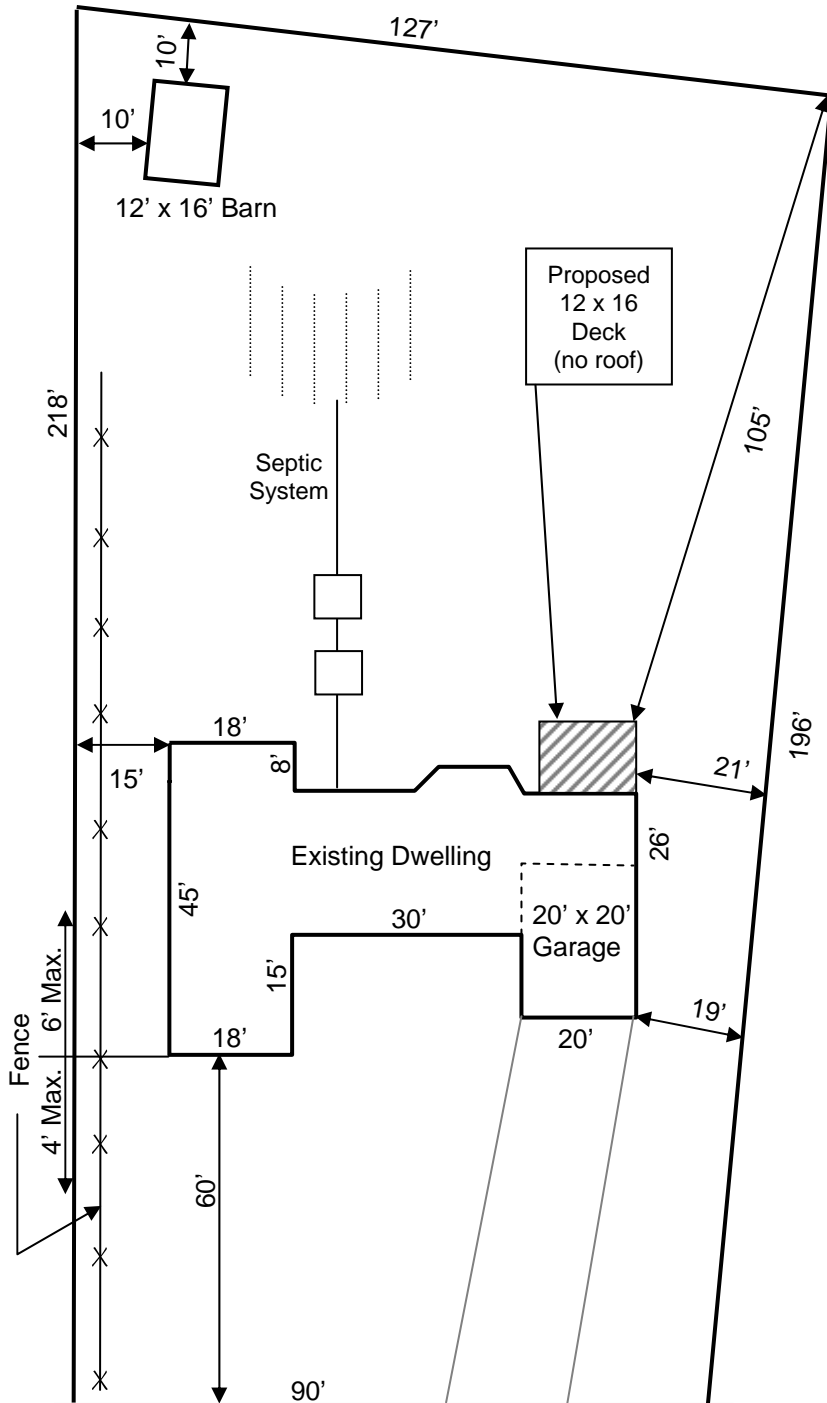 127’
10’
10’
12’ x 16’ Barn
Proposed
12 x 16
Deck
(no roof)
218’
105’
Septic
System
196’
18’
8’
15’
21’
Existing Dwelling
26’
45’
30’
20’ x 20’
Garage
15’
6’ Max.
19’
18’
20’
Fence
4’ Max.
60’
90’